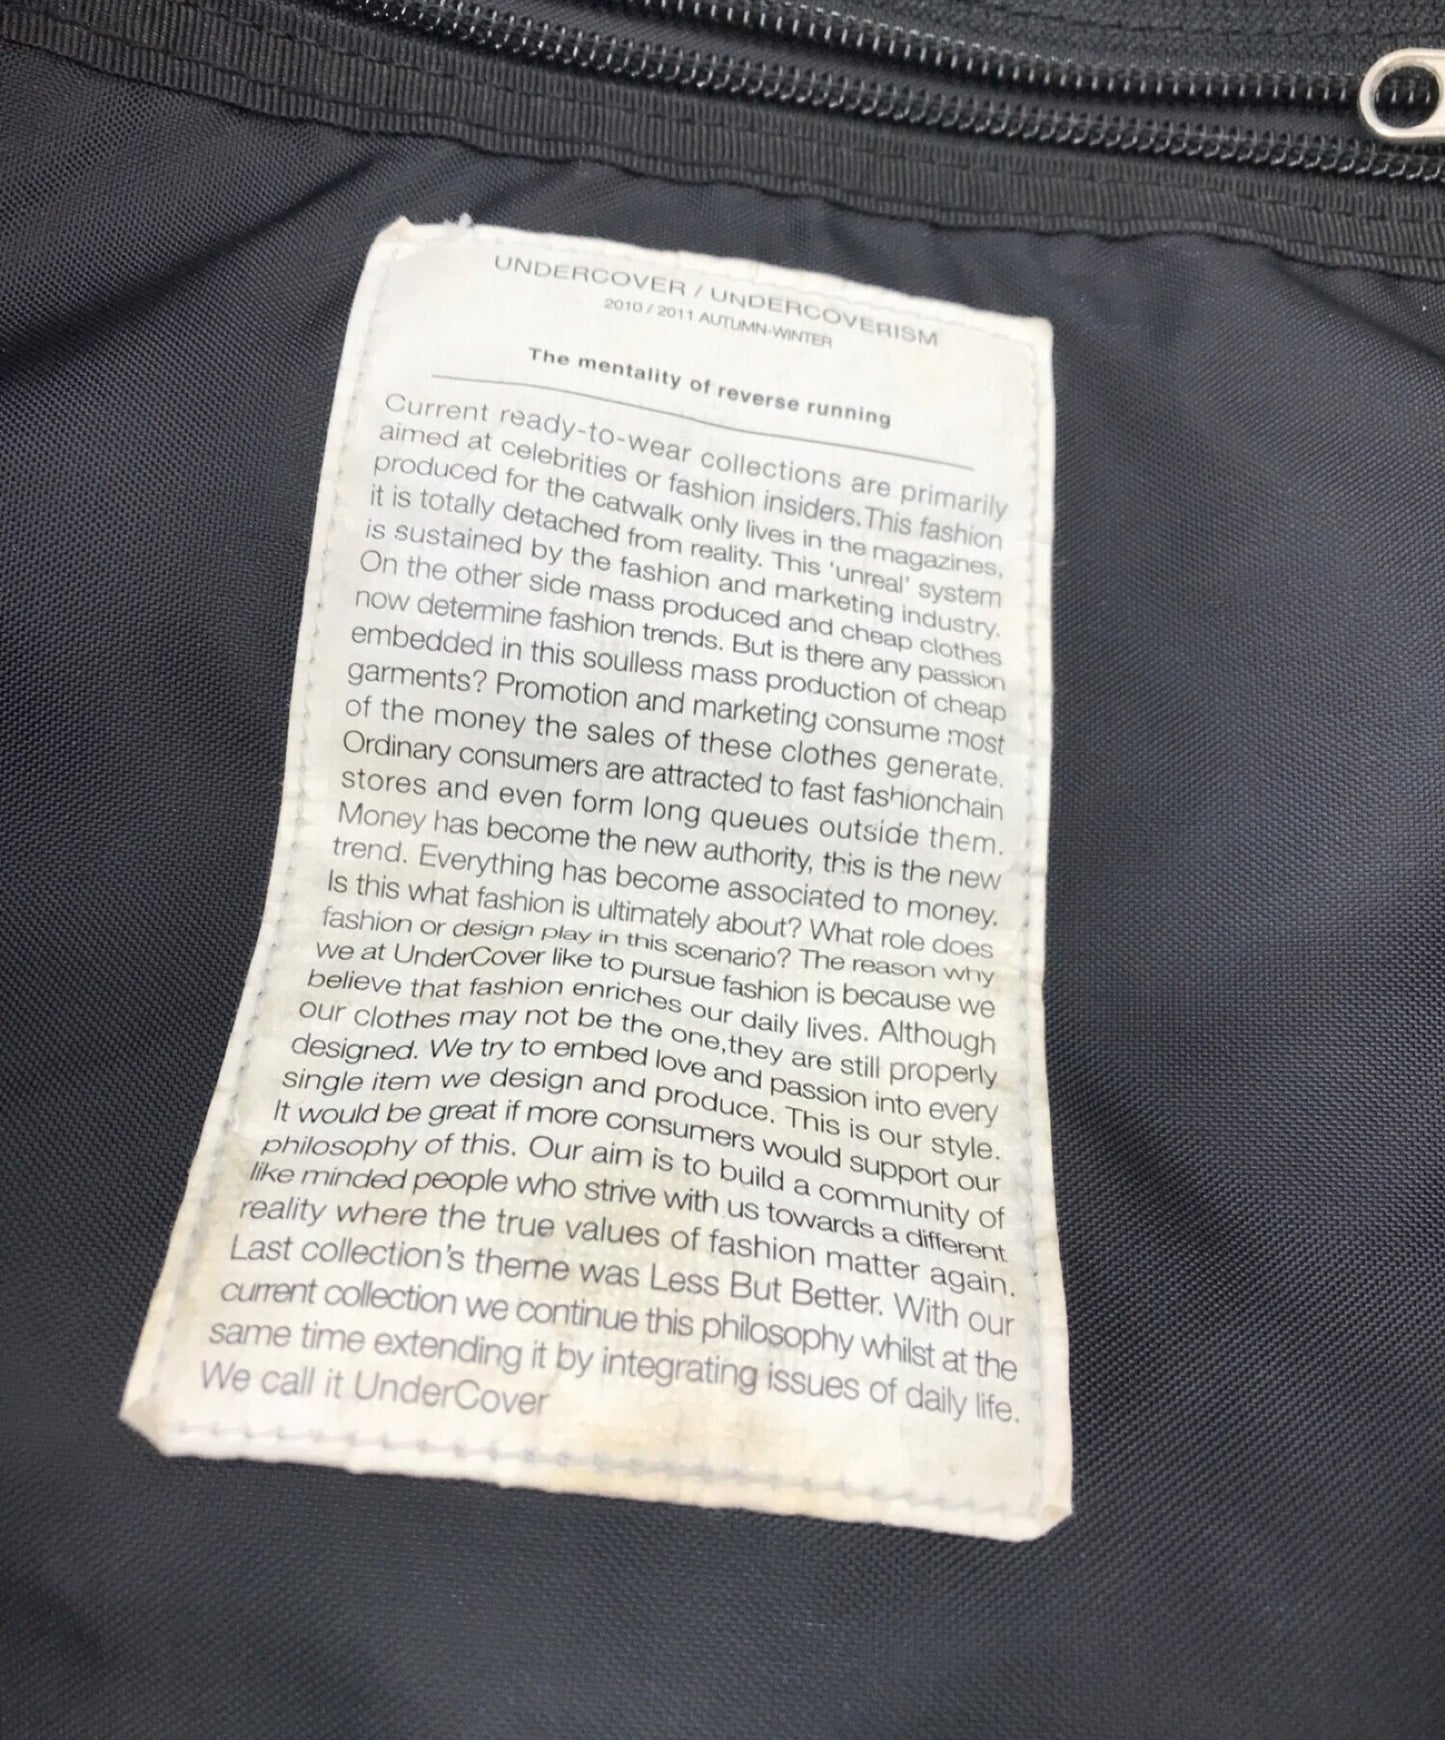 UNDERCOVER / UNDERCOVERISM
2010 / 2011 AUTUMN-WINTER
The mentality of reverse running
Current ready-to-wear collections are primarily
aimed at celebrities or fashion insiders.This fashion
produced for the catwalk only lives in the magazines,
it is totally detached from reality. This ‘unreal’ system
is sustained by the fashion and marketing industry.
On the other side mass produced and cheap clothes
now determine fashion trends. But is there any passion
embedded in this soulless mass production of cheap
garments? Promotion and marketing consume most
of the money the sales of these clothes generate.
Ordinary consumers are attracted to fast fashionchain
stores and even form long queues outside them.
Money has become the new authority, this is the new
trend. Everything has become associated to money.
Is this what fashion is ultimately about? What role does
fashion or design play in this scenario? The reason why
we at UnderCover like to pursue fashion is because we
believe that fashion enriches our daily lives. Although
our clothes may not be the one,they are still properly
designed. We try to embed love and passion into every
single item we design and produce. This is our style.
It would be great if more consumers would support our
philosophy of this. Our aim is to build a community of
like minded people who strive with us towards a different
reality where the true values of fashion matter again.
Last collection’s theme was Less But Better. With our
current collection we continue this philosophy whilst at the
same time extending it by integrating issues of daily life.
We call it UnderCover